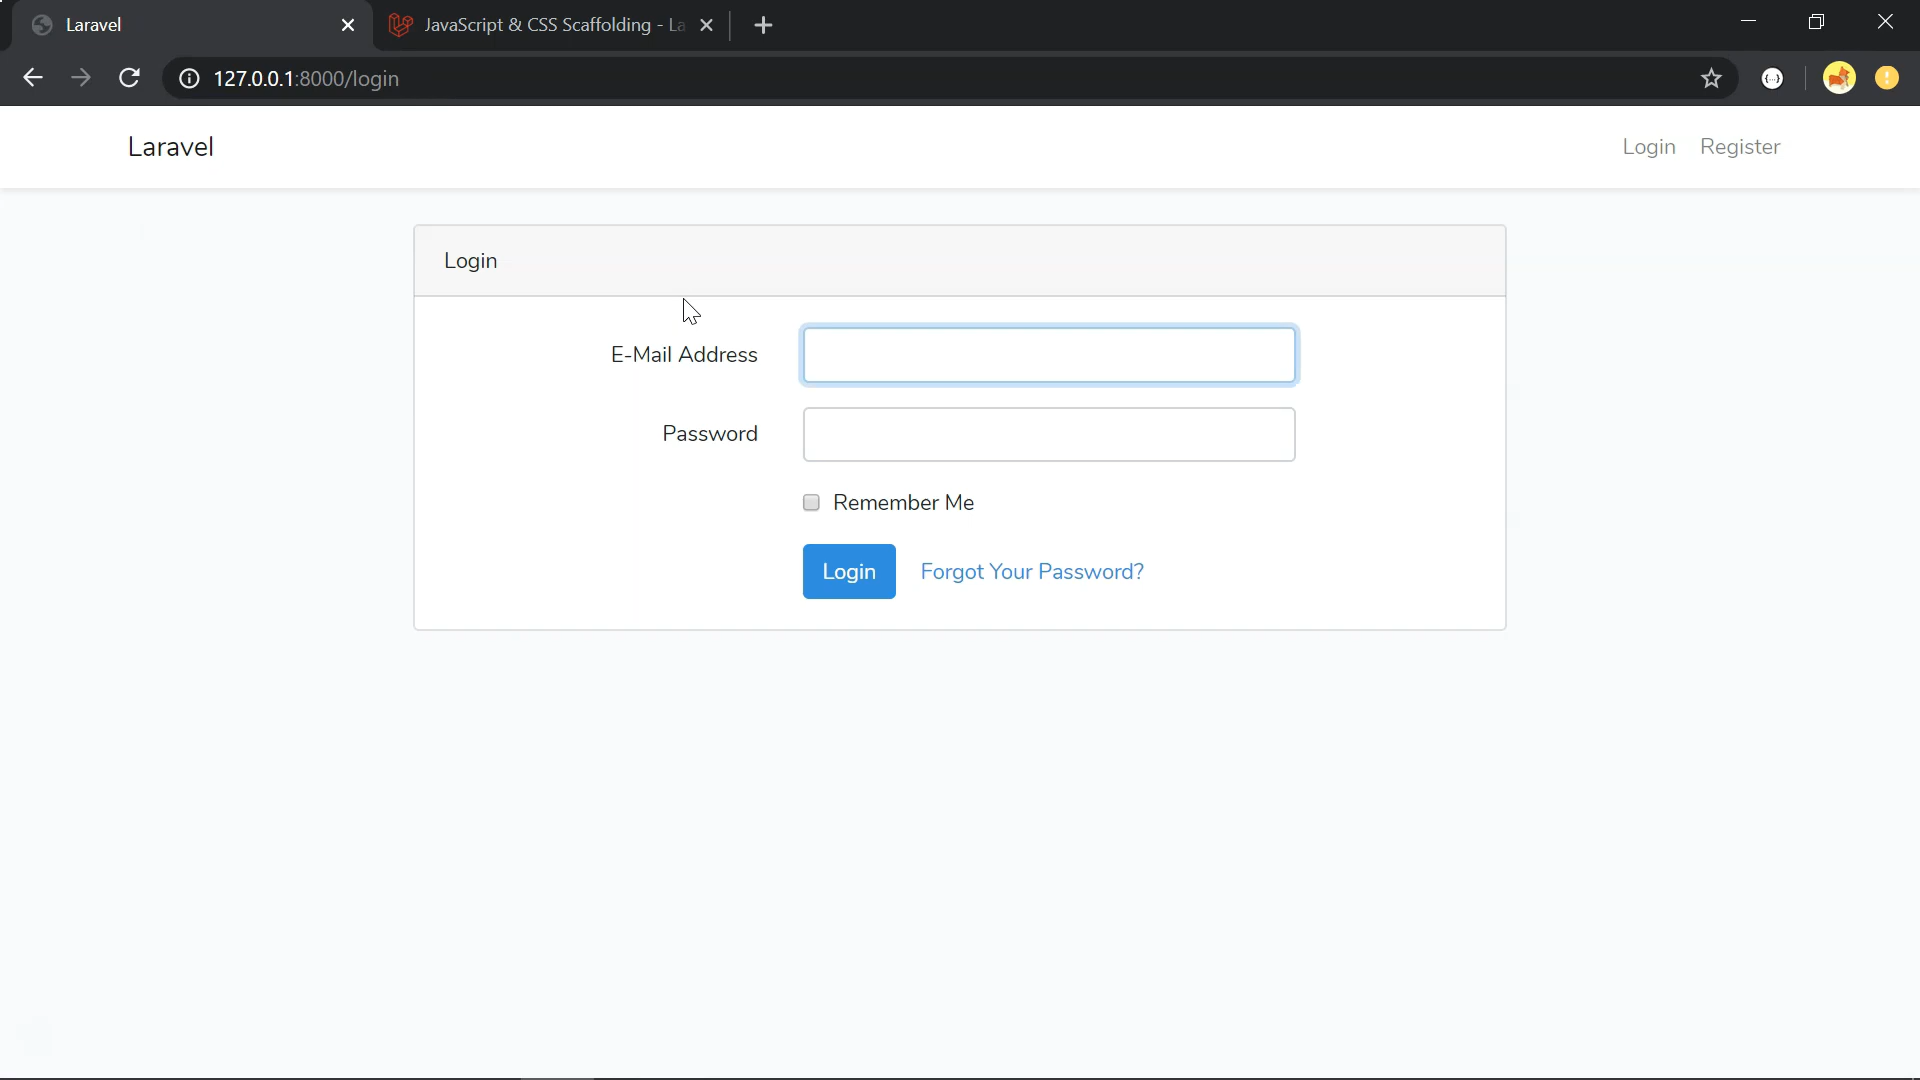 Laravel
JavaScript & CSS Scaffolding - La
127.0.0.1:8000/login
Laravel
Login Register
Login
E-Mail Address
Password
Remember Me
Login Forgot Your Password?